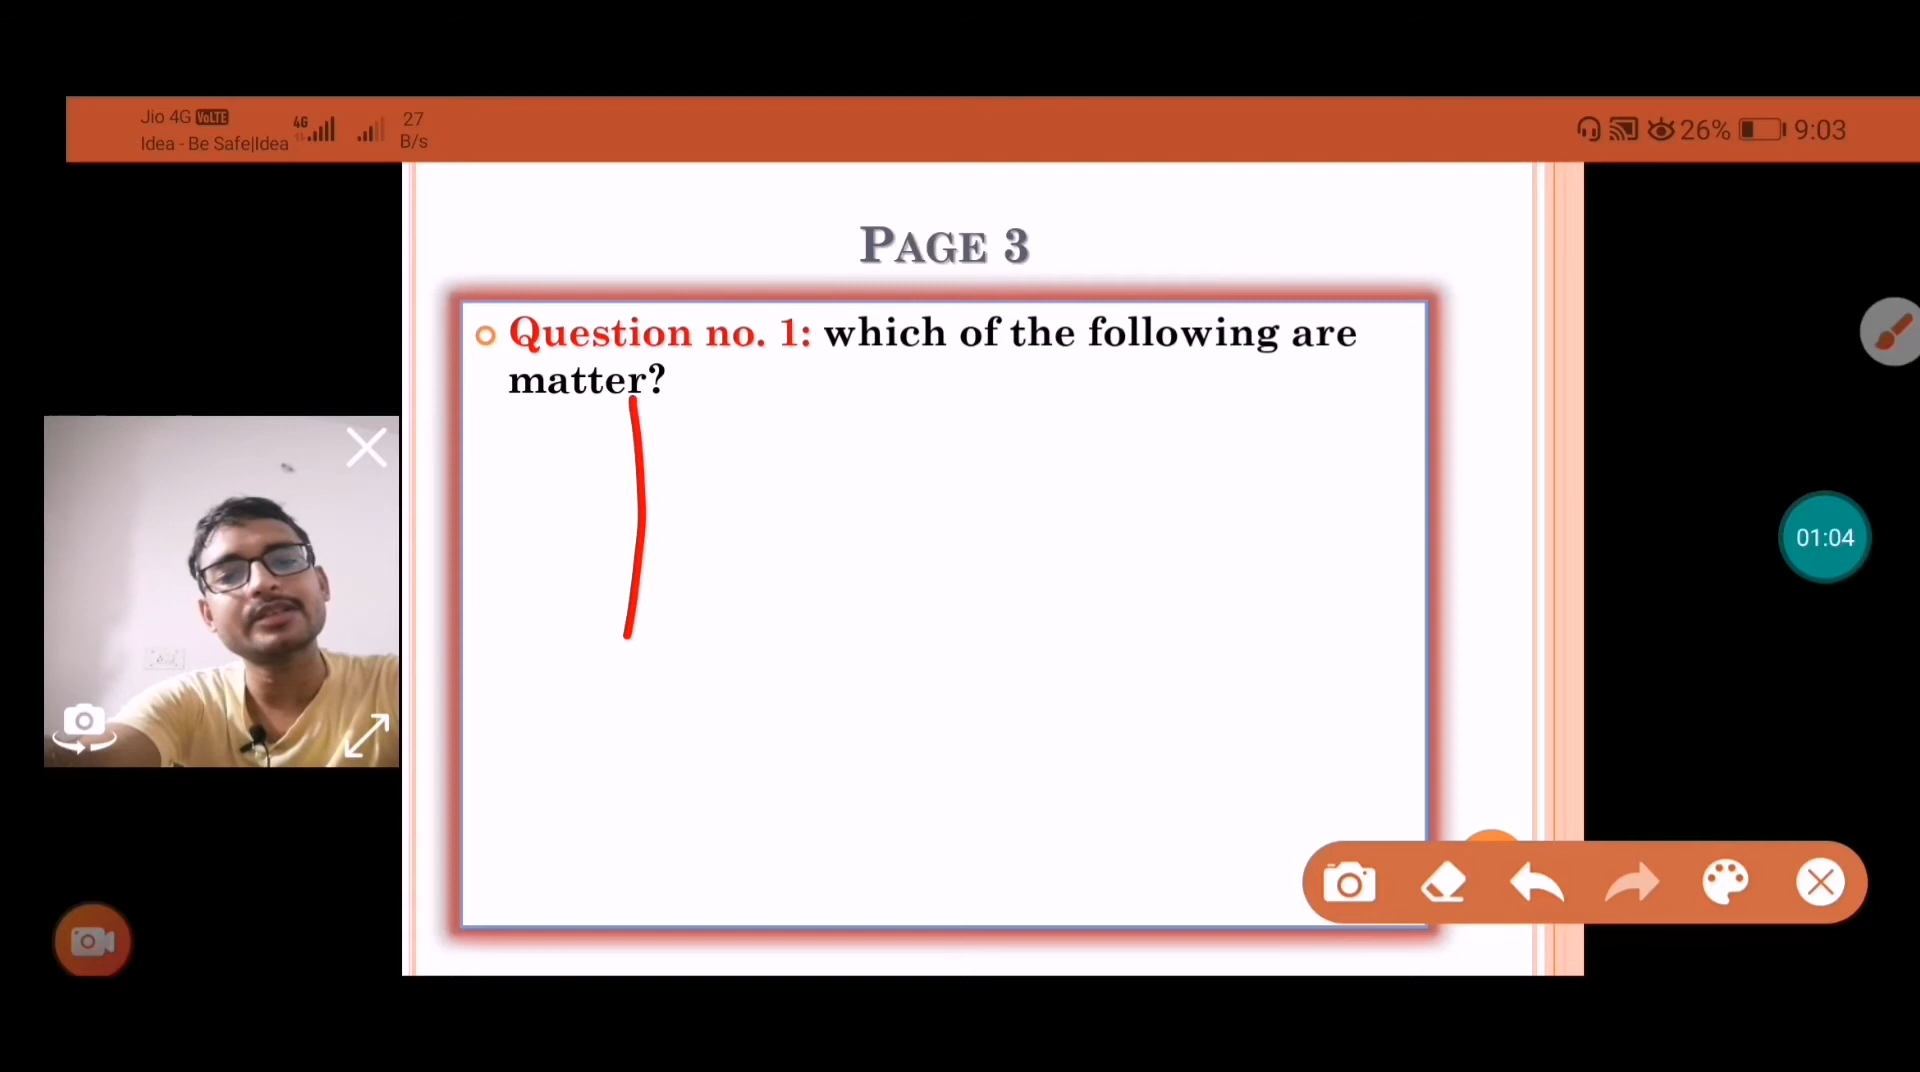 Jio 4G VoLTE
Idea - Be Safe|Idea
4G
27
B/s
26%
9:03
PAGE 3
Question no. 1: which of the following are
matter?
01:04